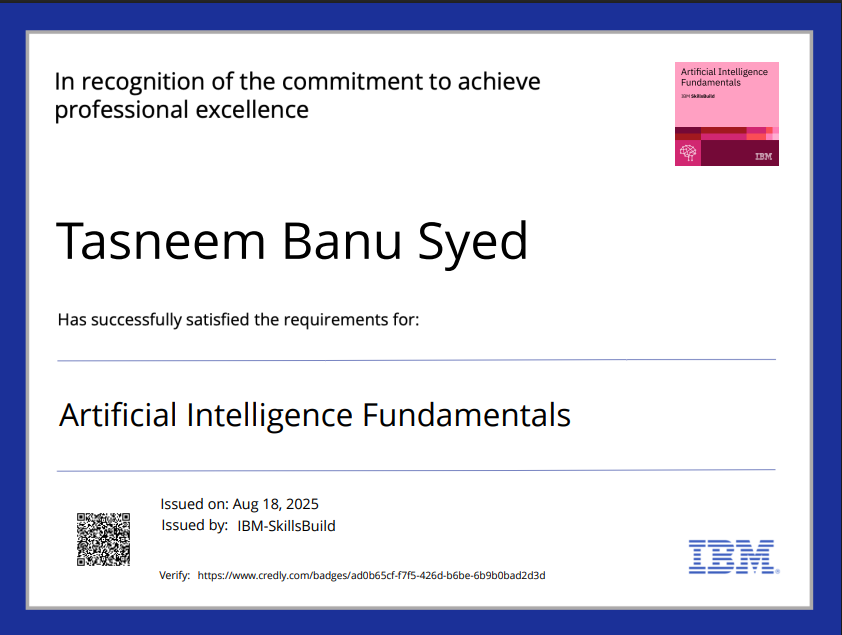 In recognition of the commitment to achieve
professional excellence
Artificial Intelligence
Fundamentals
IBM SkillsBuild
IBM
Tasneem Banu Syed
Has successfully satisfied the requirements for:
Artificial Intelligence Fundamentals
Issued on: Aug 18, 2025
Issued by: IBM-SkillsBuild
Verify: https://www.credly.com/badges/ad0b65cf-f7f5-426d-b6be-6b9b0bad2d3d
IBM®